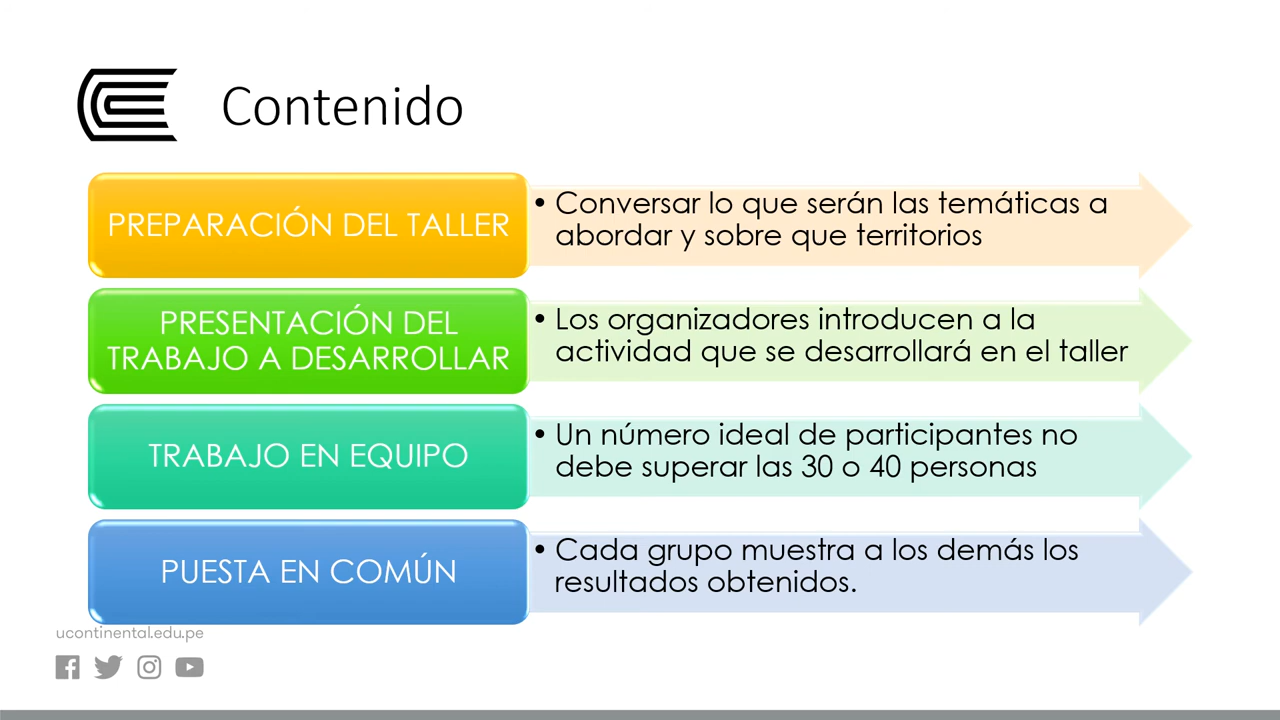 Contenido
PREPARACIÓN DEL TALLER
• Conversar lo que serán las temáticas a
abordar y sobre que territorios
PRESENTACIÓN DEL
TRABAJO A DESARROLLAR
• Los organizadores introducen a la
actividad que se desarrollará en el taller
TRABAJO EN EQUIPO
• Un número ideal de participantes no
debe superar las 30 o 40 personas
PUESTA EN COMÚN
• Cada grupo muestra a los demás los
resultados obtenidos.
ucontinental.edu.pe